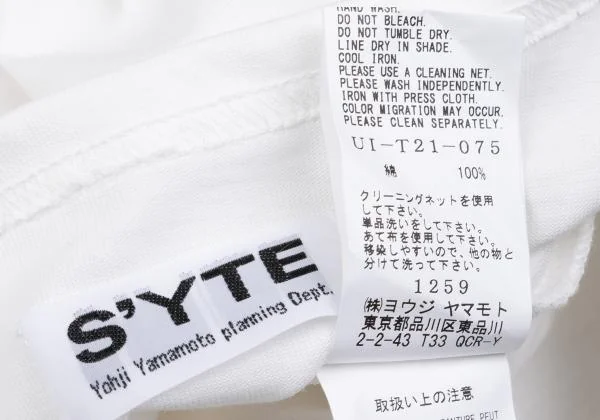 HAND WASH.
DO NOT BLEACH.
DO NOT TUMBLE DRY.
LINE DRY IN SHADE.
COOL IRON.
PLEASE USE A CLEANING NET.
PLEASE WASH INDEPENDENTLY.
IRON WITH PRESS CLOTH.
COLOR MIGRATION MAY OCCUR.
PLEASE CLEAN SEPARATELY.
UI-T21-075
綿 100%
クリーニングネットを使用
して下さい。
単品洗いをして下さい。
あて布を使用して下さい。
移染しやすいので、他の物と
分けて洗って下さい。
1259
(株)ヨウジ ヤマモト
東京都品川区東品川
2-2-43 T33 QCR-Y
取扱い上の注意
S'YTE
Yohji Yamamoto planning Dept.